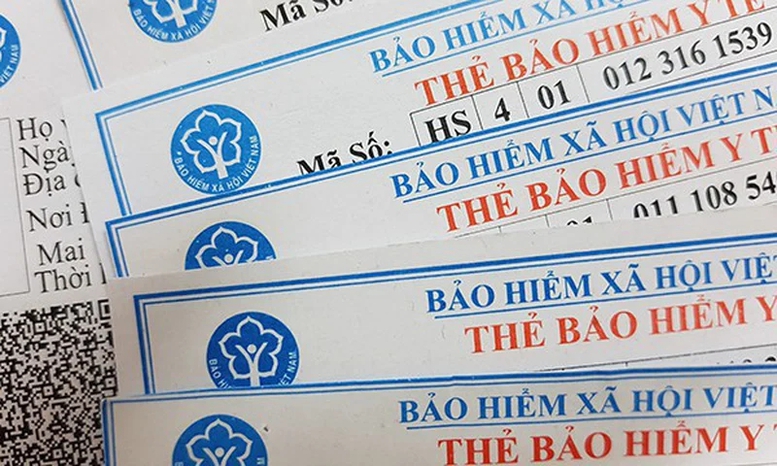 BẢO HIỂM XÃ HỘI VIỆT NAM
Mã Số:
BẢO HIỂM XÃ HỘI
THẺ BẢO HIỂM Y TẾ
Mã Số: HS 4 01 012 316 1539
BẢO HIỂM XÃ HỘI VIỆT NAM
BẢO HIỂM XÃ HỘI VIỆT N
THẺ BẢO HIỂM Y T
01 011 108 54
BẢO HIỂM XÃ HỘI VIỆT
THẺ BẢO HIỂM Y
BẢO HIỂM XÃ HỘI VIỆT NAM
BẢO HIỂM XÃ HỘI VIỆT
THẺ BẢO HIỂM Y T
Họ
Ngày
Địa
Nơi
Mai
Thời